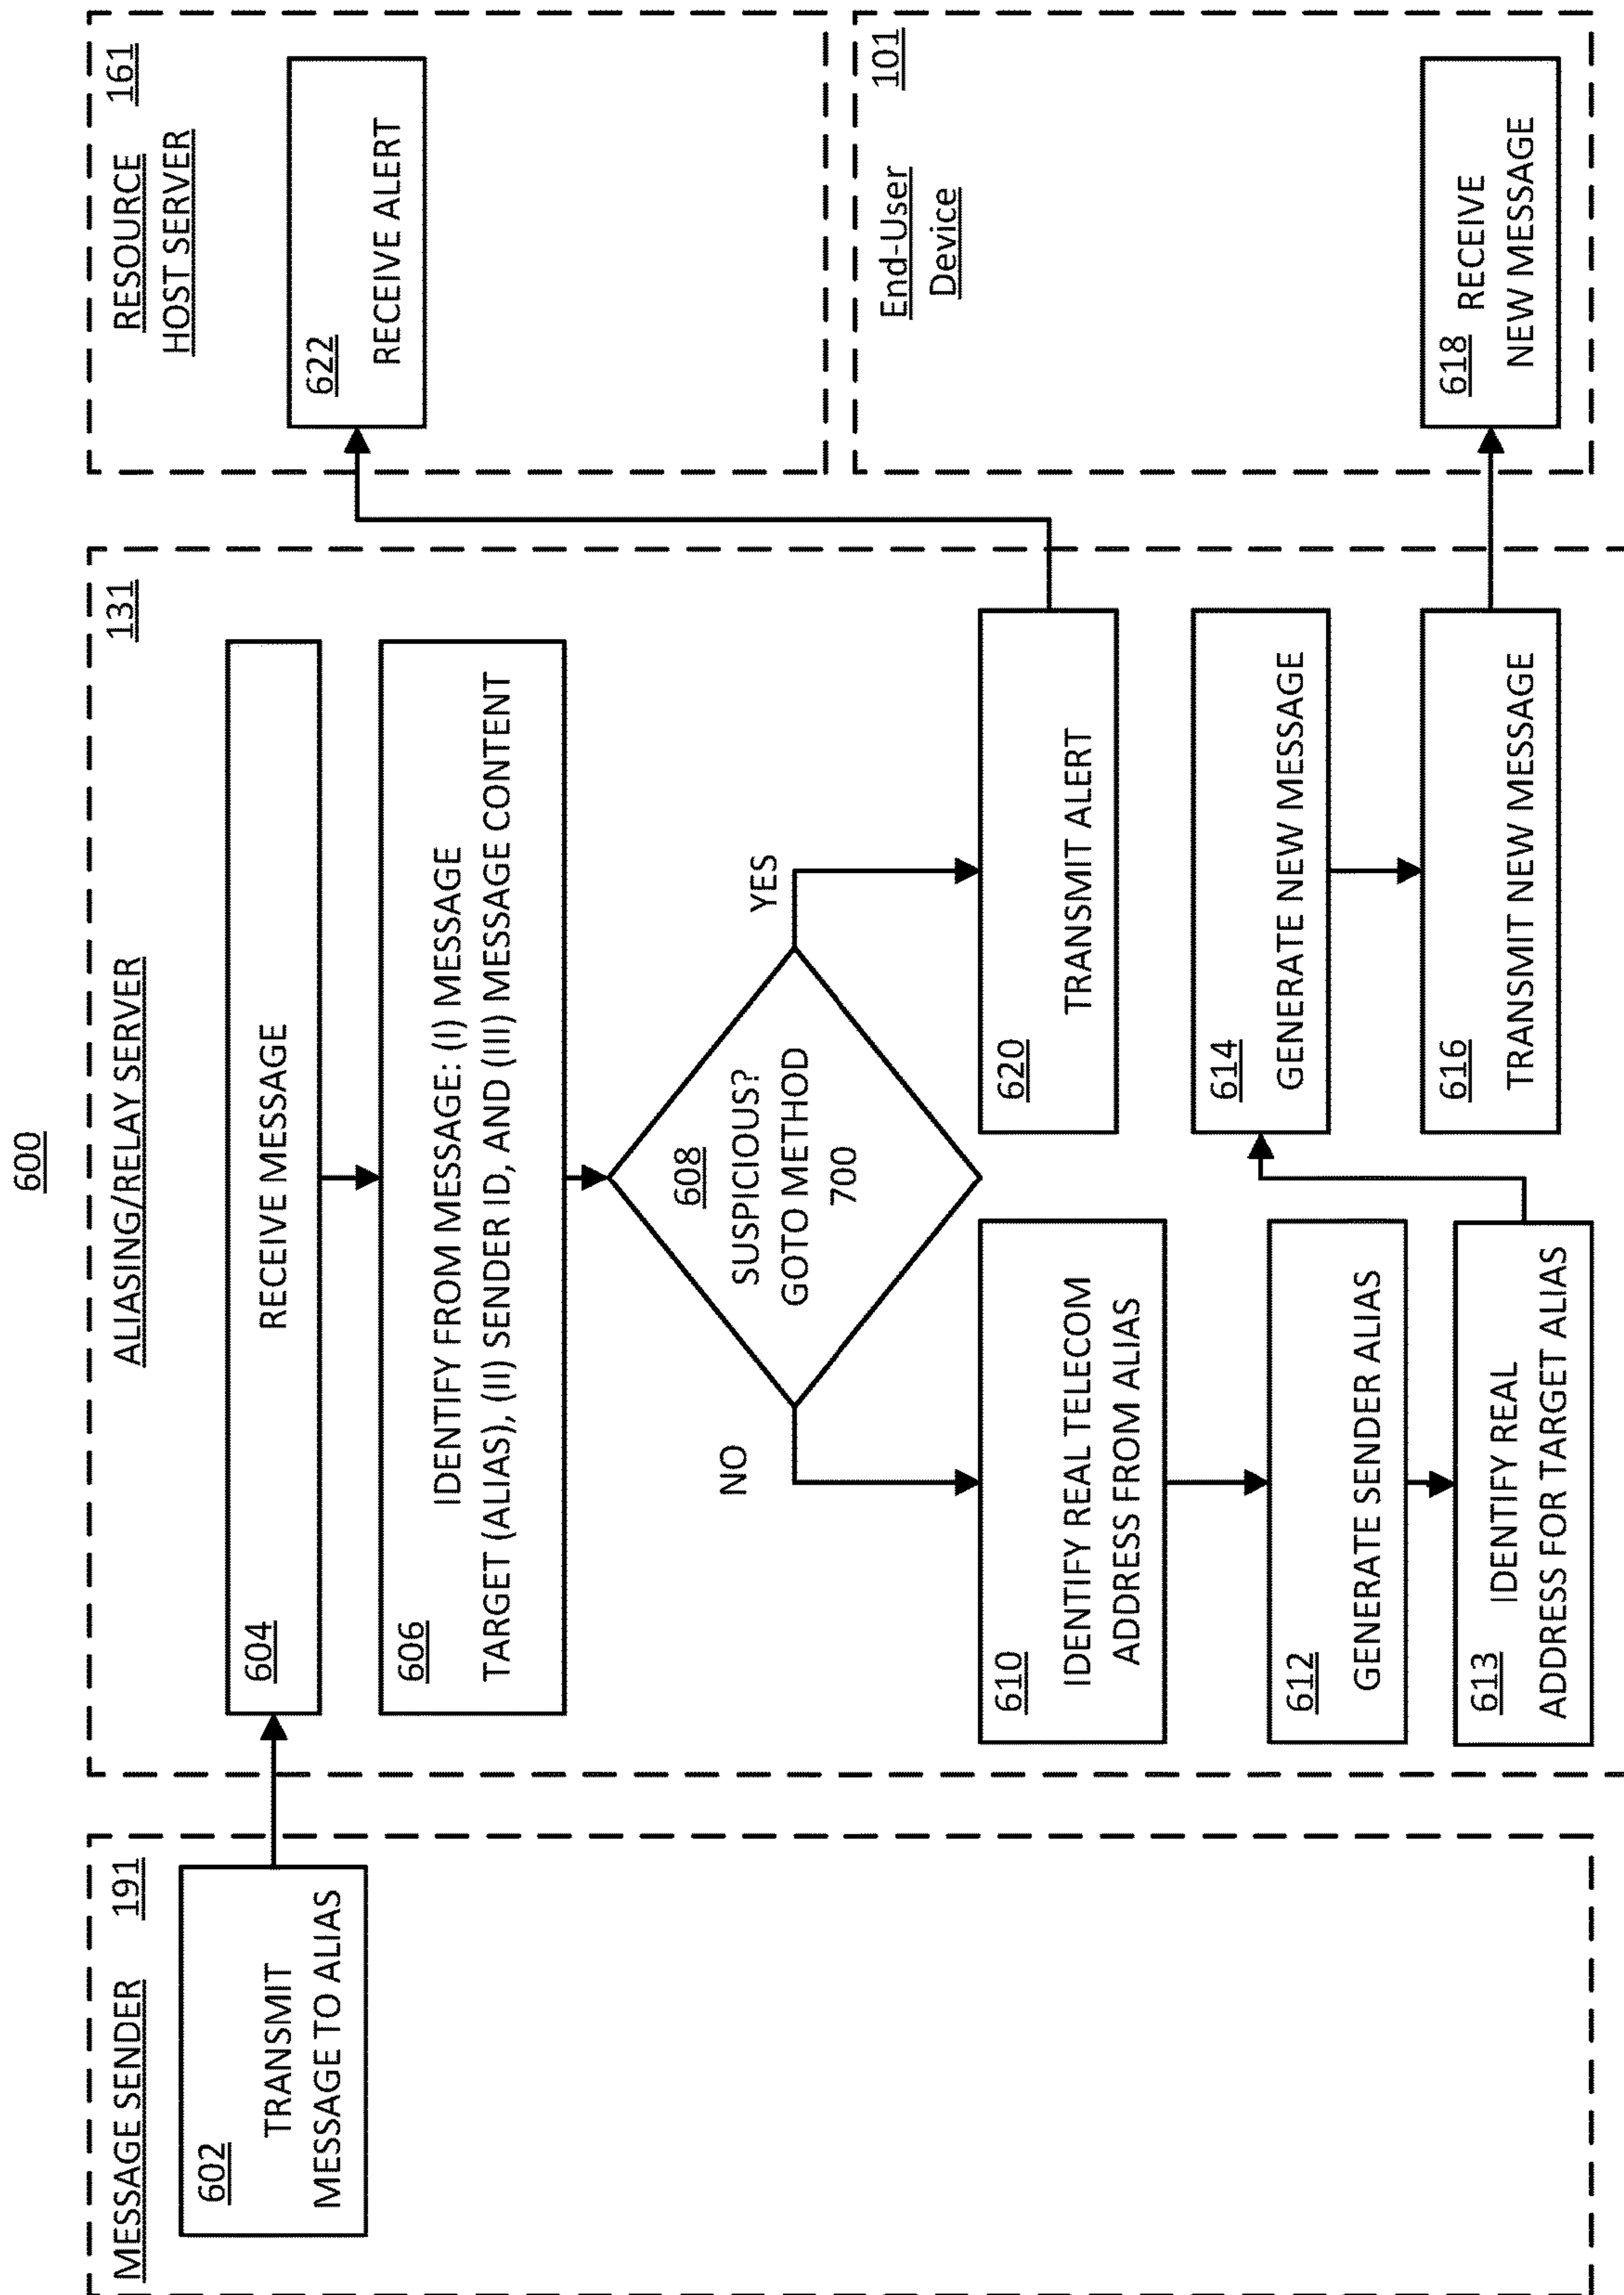 600
MESSAGE SENDER 191
602
TRANSMIT
MESSAGE TO ALIAS
ALIASING/RELAY SERVER
131
604
RECEIVE MESSAGE
606
IDENTIFY FROM MESSAGE: (I) MESSAGE
TARGET (ALIAS), (II) SENDER ID, AND (III) MESSAGE CONTENT
608
SUSPICIOUS?
GOTO METHOD
700
NO
YES
610
IDENTIFY REAL TELECOM
ADDRESS FROM ALIAS
612
GENERATE SENDER ALIAS
613
IDENTIFY REAL
ADDRESS FOR TARGET ALIAS
620
TRANSMIT ALERT
614
GENERATE NEW MESSAGE
616
TRANSMIT NEW MESSAGE
RESOURCE 161
HOST SERVER
622
RECEIVE ALERT
End-User 101
Device
618 RECEIVE
NEW MESSAGE